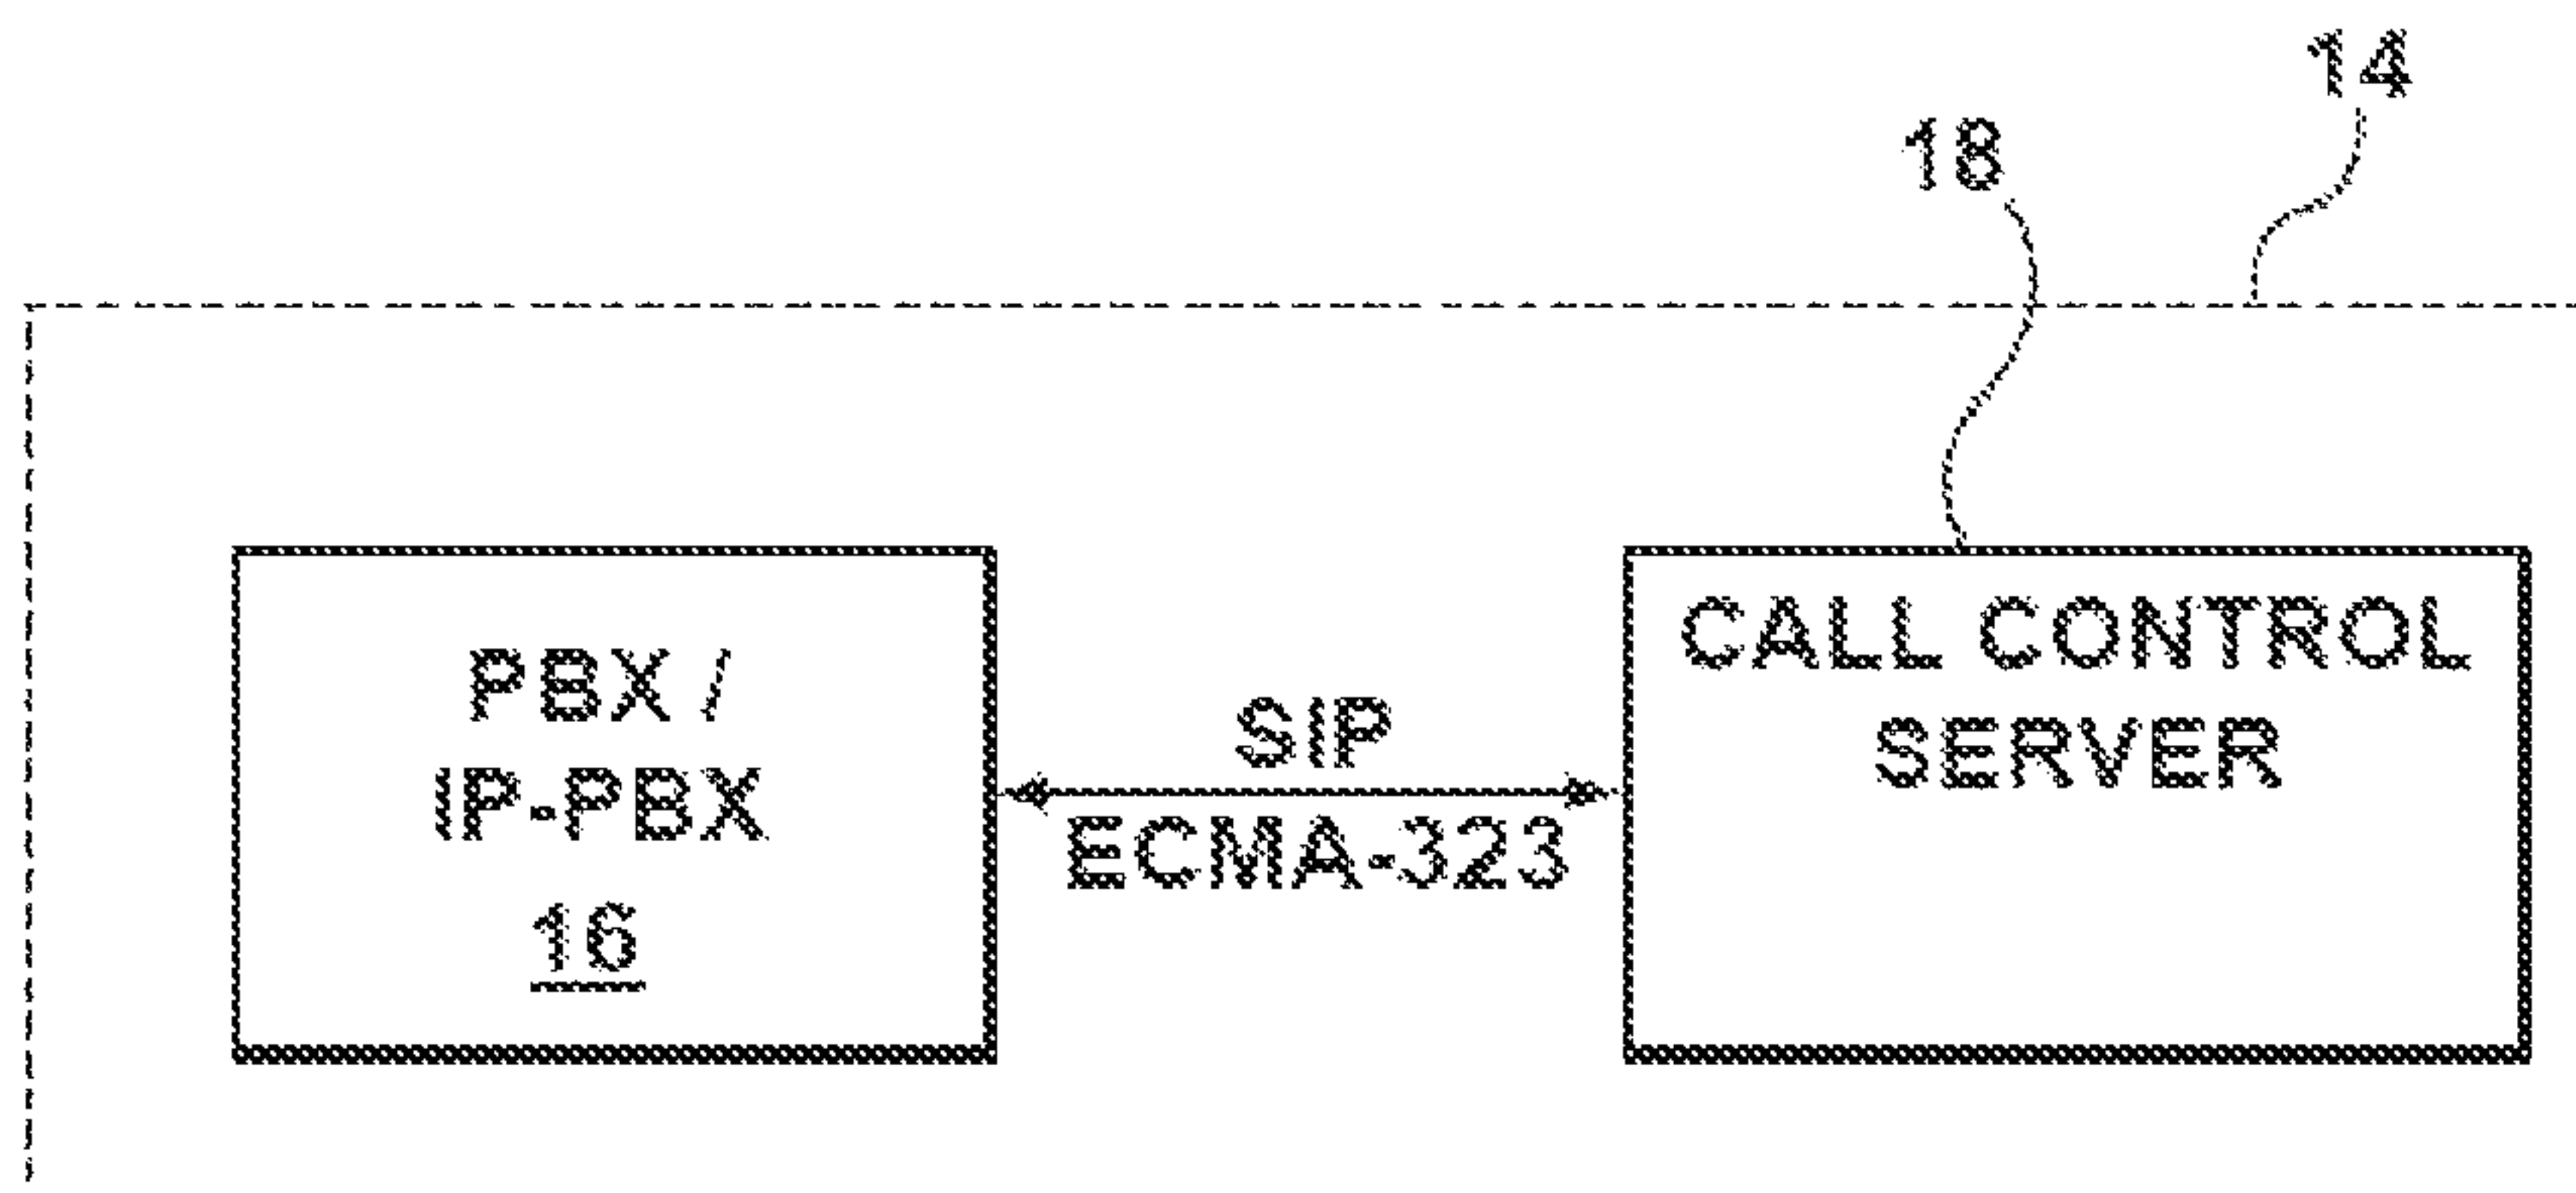 14
18
PBX /
IP-PBX
16
SIP
ECMA-323
CALL CONTROL
SERVER